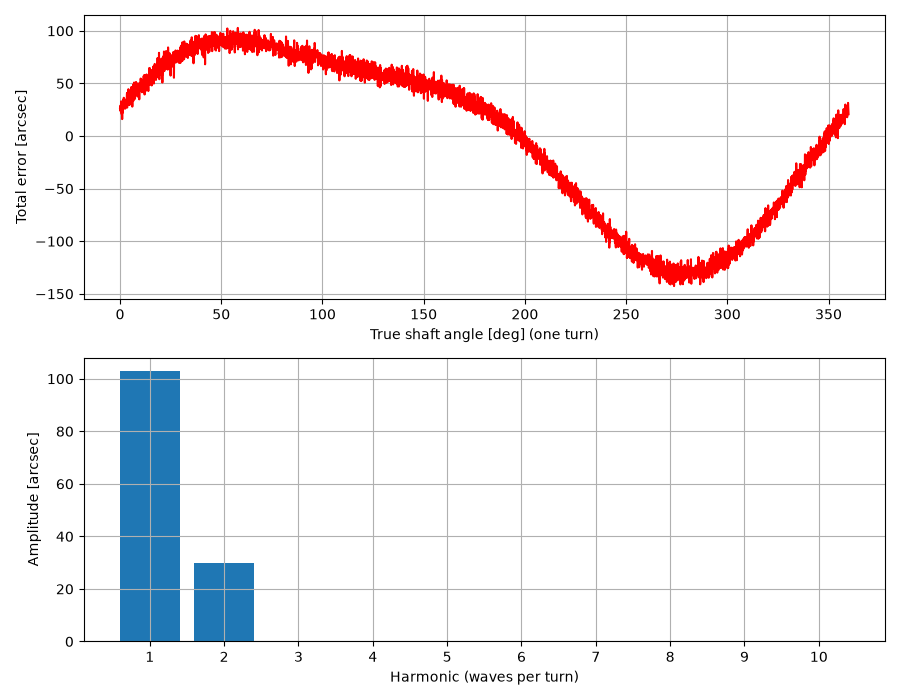 100
50
0
−50
−100
−150
Total error [arcsec]
0 50 100 150 200 250 300 350
True shaft angle [deg] (one turn)
100
80
60
40
20
0
Amplitude [arcsec]
1 2 3 4 5 6 7 8 9 10
Harmonic (waves per turn)